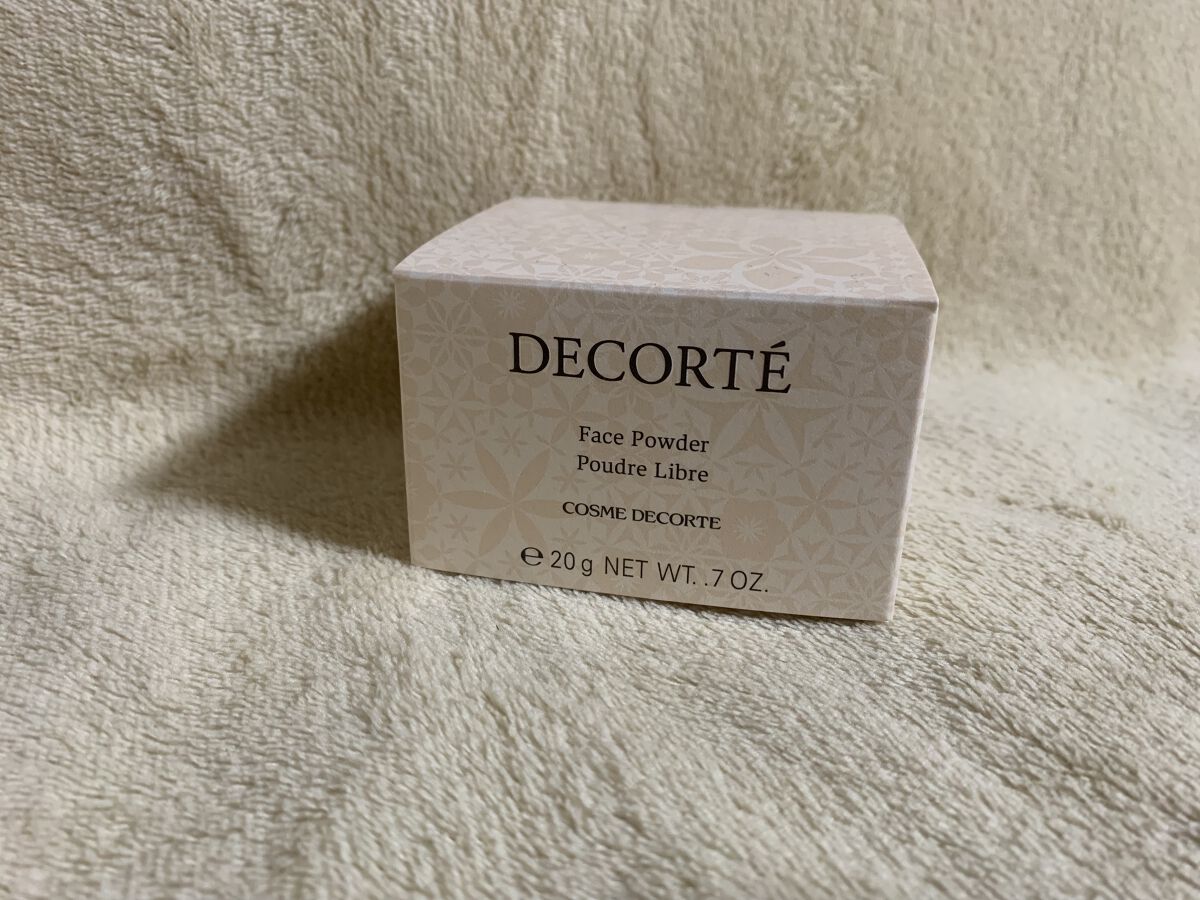 DECORTÉ
Face Powder
Poudre Libre
COSME DECORTE
℮ 20 g NET WT. .7 OZ.